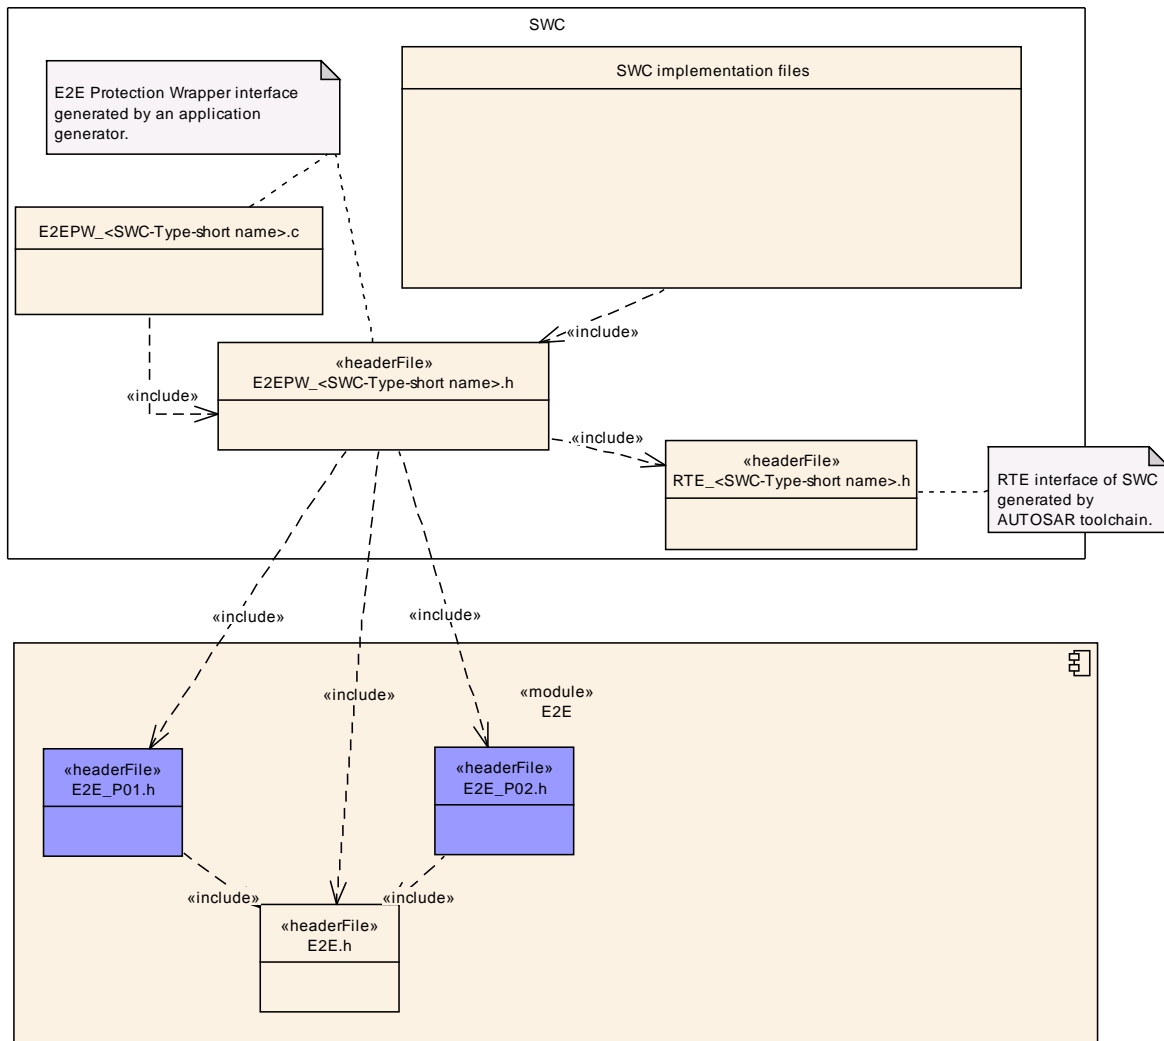 SWC
SWC implementation files
E2E Protection Wrapper interface
generated by an application
generator.
E2EPW_<SWC-Type-short name>.c
«include»
«headerFile»
E2EPW_<SWC-Type-short name>.h
«include»
«include»
«headerFile»
RTE_<SWC-Type-short name>.h
RTE interface of SWC
generated by
AUTOSAR toolchain.
«include»
«include»
«include»
«module»
E2E
«headerFile»
E2E_P01.h
«headerFile»
E2E_P02.h
«include»
«include»
«headerFile»
E2E.h